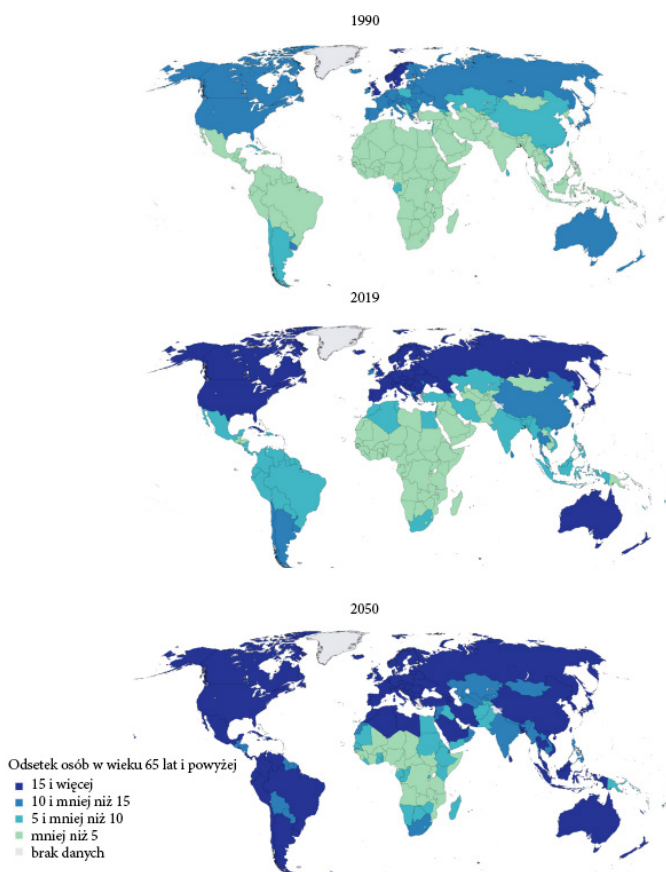 1990
2019
2050
Odsetek osób w wieku 65 lat i powyżej
15 i więcej
10 i mniej niż 15
5 i mniej niż 10
mniej niż 5
brak danych